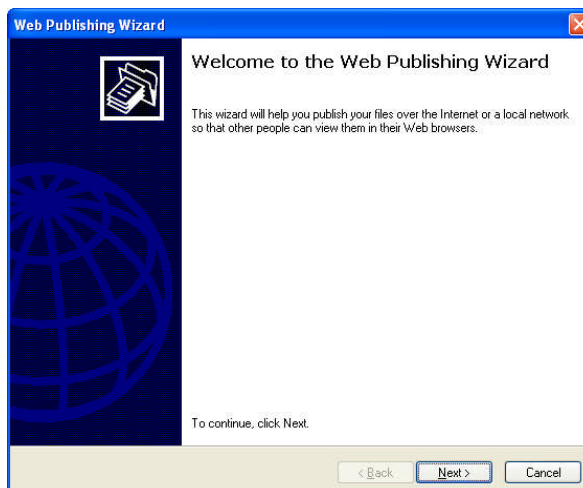 Web Publishing Wizard
Welcome to the Web Publishing Wizard
This wizard will help you publish your files over the Internet or a local network
so that other people can view them in their Web browsers.
To continue, click Next.
< Back Next > Cancel